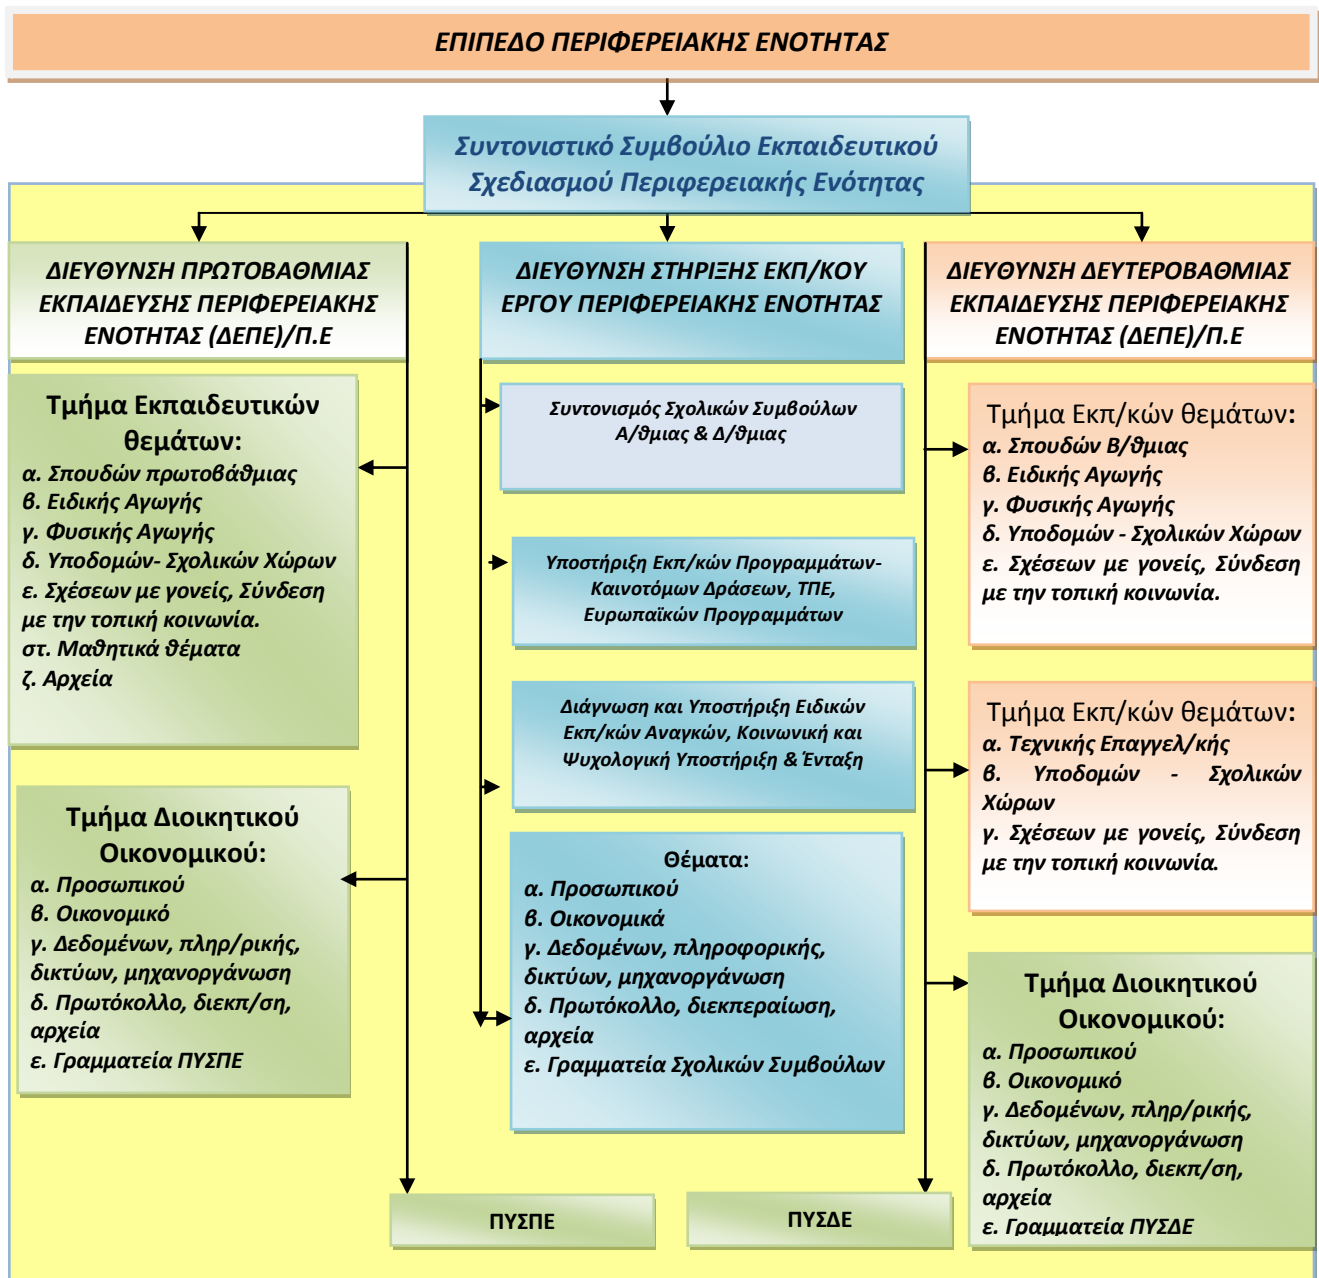 ΕΠΙΠΕΔΟ ΠΕΡΙΦΕΡΕΙΑΚΗΣ ΕΝΟΤΗΤΑΣ
Συντονιστικό Συμβούλιο Εκπαιδευτικού
Σχεδιασμού Περιφερειακής Ενότητας
ΔΙΕΥΘΥΝΣΗ ΠΡΩΤΟΒΑΘΜΙΑΣ
ΕΚΠΑΙΔΕΥΣΗΣ ΠΕΡΙΦΕΡΕΙΑΚΗΣ
ΕΝΟΤΗΤΑΣ (ΔΕΠΕ)/Π.Ε
Τμήμα Εκπαιδευτικών
θεμάτων:
α. Σπουδών πρωτοβάθμιας
β. Ειδικής Αγωγής
γ. Φυσικής Αγωγής
δ. Υποδομών- Σχολικών Χώρων
ε. Σχέσεων με γονείς, Σύνδεση
με την τοπική κοινωνία.
στ. Μαθητικά θέματα
ζ. Αρχεία
Τμήμα Διοικητικού
Οικονομικού:
α. Προσωπικού
β. Οικονομικό
γ. Δεδομένων, πληρ/ρικής,
δικτύων, μηχανοργάνωση
δ. Πρωτόκολλο, διεκπ/ση,
αρχεία
ε. Γραμματεία ΠΥΣΠΕ
ΠΥΣΠΕ
ΔΙΕΥΘΥΝΣΗ ΣΤΗΡΙΞΗΣ ΕΚΠ/ΚΟΥ
ΕΡΓΟΥ ΠΕΡΙΦΕΡΕΙΑΚΗΣ ΕΝΟΤΗΤΑΣ
Συντονισμός Σχολικών Συμβούλων
Α/θμιας & Δ/θμιας
Υποστήριξη Εκπ/κών Προγραμμάτων-
Καινοτόμων Δράσεων, ΤΠΕ,
Ευρωπαϊκών Προγραμμάτων
Διάγνωση και Υποστήριξη Ειδικών
Εκπ/κών Αναγκών, Κοινωνική και
Ψυχολογική Υποστήριξη & Ένταξη
Θέματα:
α. Προσωπικού
β. Οικονομικά
γ. Δεδομένων, πληροφορικής,
δικτύων, μηχανοργάνωση
δ. Πρωτόκολλο, διεκπεραίωση,
αρχεία
ε. Γραμματεία Σχολικών Συμβούλων
ΔΙΕΥΘΥΝΣΗ ΔΕΥΤΕΡΟΒΑΘΜΙΑΣ
ΕΚΠΑΙΔΕΥΣΗΣ ΠΕΡΙΦΕΡΕΙΑΚΗΣ
ΕΝΟΤΗΤΑΣ (ΔΕΠΕ)/Π.Ε
Τμήμα Εκπ/κών θεμάτων:
α. Σπουδών Β/θμιας
β. Ειδικής Αγωγής
γ. Φυσικής Αγωγής
δ. Υποδομών - Σχολικών Χώρων
ε. Σχέσεων με γονείς, Σύνδεση
με την τοπική κοινωνία.
Τμήμα Εκπ/κών θεμάτων:
α. Τεχνικής Επαγγελ/κής
β. Υποδομών - Σχολικών
Χώρων
γ. Σχέσεων με γονείς, Σύνδεση
με την τοπική κοινωνία.
Τμήμα Διοικητικού
Οικονομικού:
α. Προσωπικού
β. Οικονομικό
γ. Δεδομένων, πληρ/ρικής,
δικτύων, μηχανοργάνωση
δ. Πρωτόκολλο, διεκπ/ση,
αρχεία
ε. Γραμματεία ΠΥΣΔΕ
ΠΥΣΔΕ